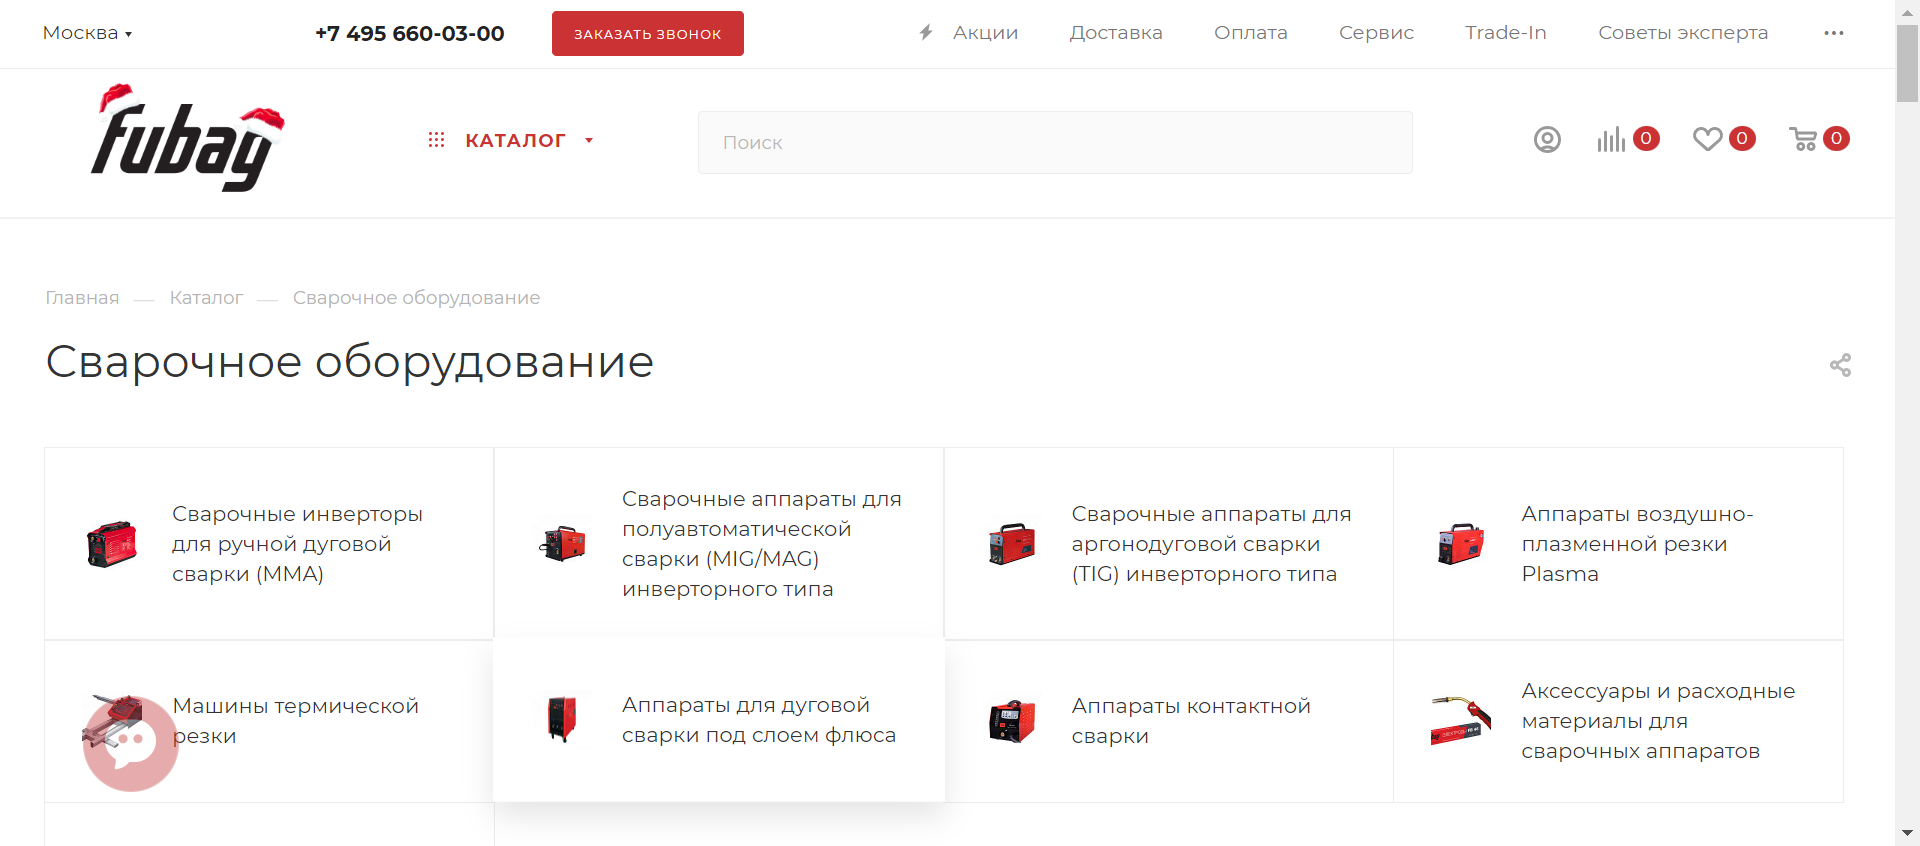 Москва
+7 495 660-03-00
ЗАКАЗАТЬ ЗВОНОК
Акции
Доставка
Оплата
Сервис
Trade-In
Советы эксперта
fubag
КАТАЛОГ
Поиск
0
0
0
Главная — Каталог — Сварочное оборудование
Сварочное оборудование
Сварочные инверторы
для ручной дуговой
сварки (MMA)
Сварочные аппараты для
полуавтоматической
сварки (MIG/MAG)
инверторного типа
Сварочные аппараты для
аргонодуговой сварки
(TIG) инверторного типа
Аппараты воздушно-
плазменной резки
Plasma
Машины термической
резки
Аппараты для дуговой
сварки под слоем флюса
Аппараты контактной
сварки
Аксессуары и расходные
материалы для
сварочных аппаратов